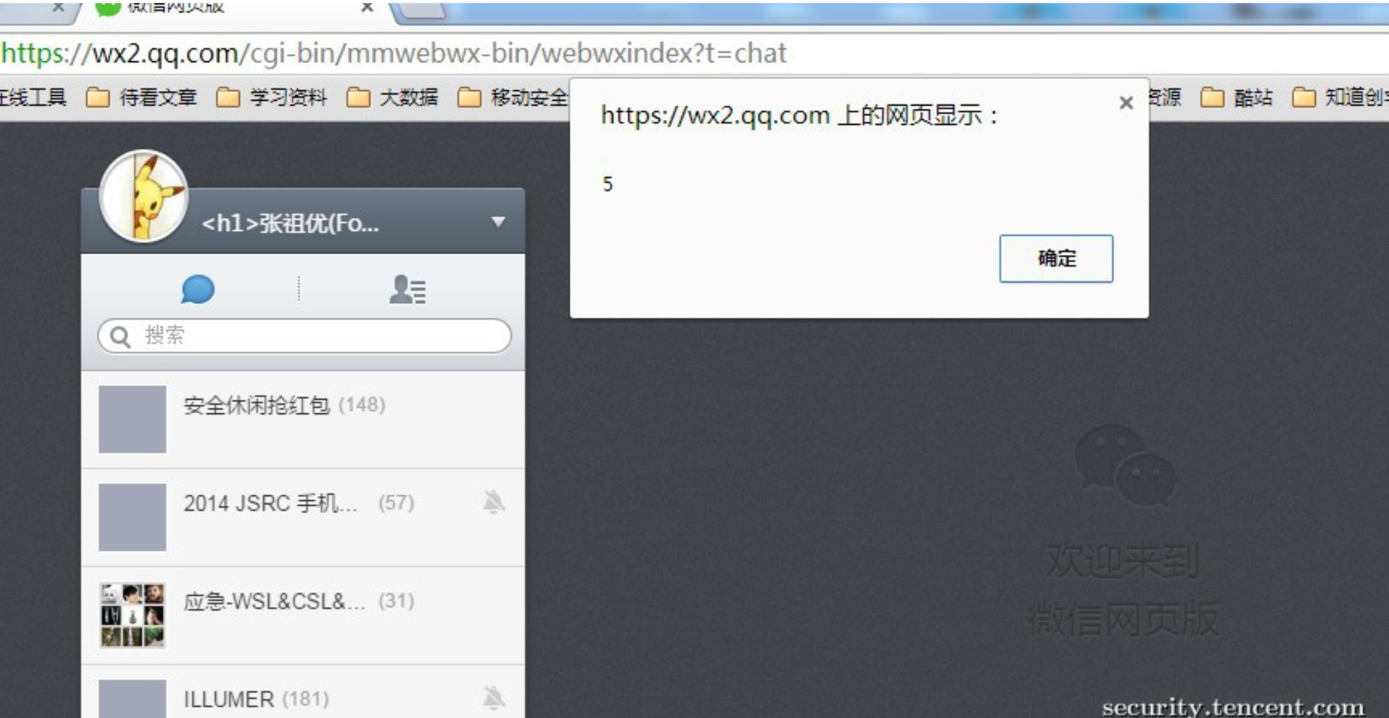 微信网页版
https://wx2.qq.com/cgi-bin/mmwebwx-bin/webwxindex?t=chat
在线工具 待看文章 学习资料 大数据 移动安全 资源 酷站 知道创宇
https://wx2.qq.com 上的网页显示：
5
确定
<h1>张祖优(Fo...
搜索
安全休闲抢红包 (148)
2014 JSRC 手机... (57)
应急-WSL&CSL&... (31)
ILLUMER (181)
欢迎来到
微信网页版
security.tencent.com